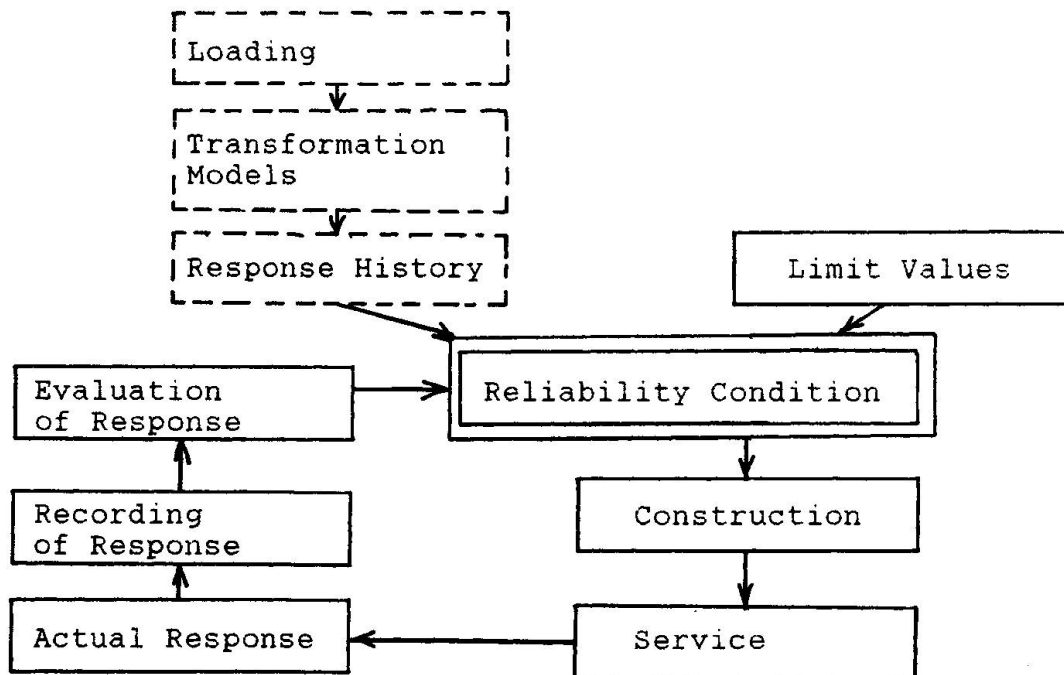 Loading
Transformation
Models
Response History
Limit Values
Reliability Condition
Evaluation
of Response
Recording
of Response
Construction
Actual Response
Service